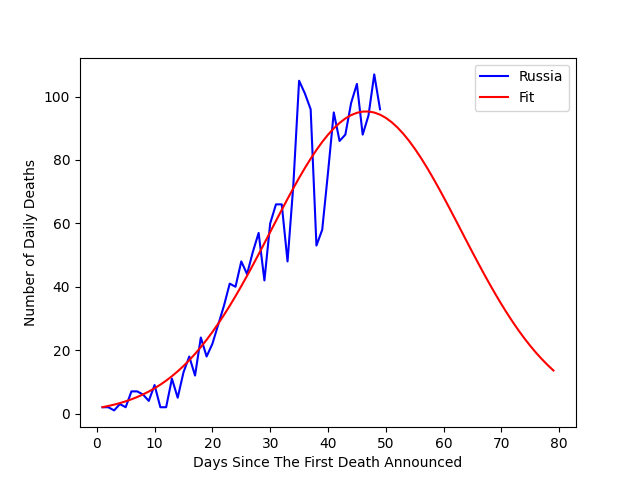 Russia
Fit
Number of Daily Deaths
100
80
60
40
20
0
0 10 20 30 40 50 60 70 80
Days Since The First Death Announced